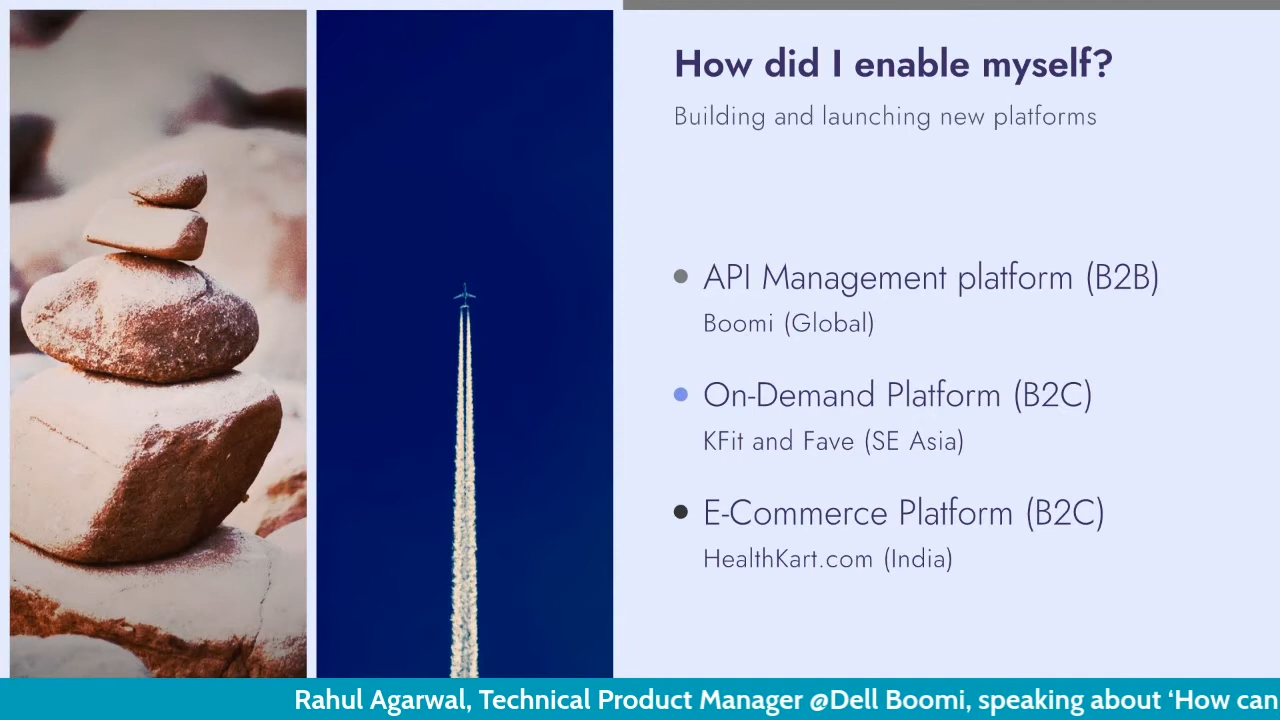 How did I enable myself?
Building and launching new platforms
API Management platform (B2B)
Boomi (Global)
On-Demand Platform (B2C)
KFit and Fave (SE Asia)
E-Commerce Platform (B2C)
HealthKart.com (India)
Rahul Agarwal, Technical Product Manager @Dell Boomi, speaking about ‘How can